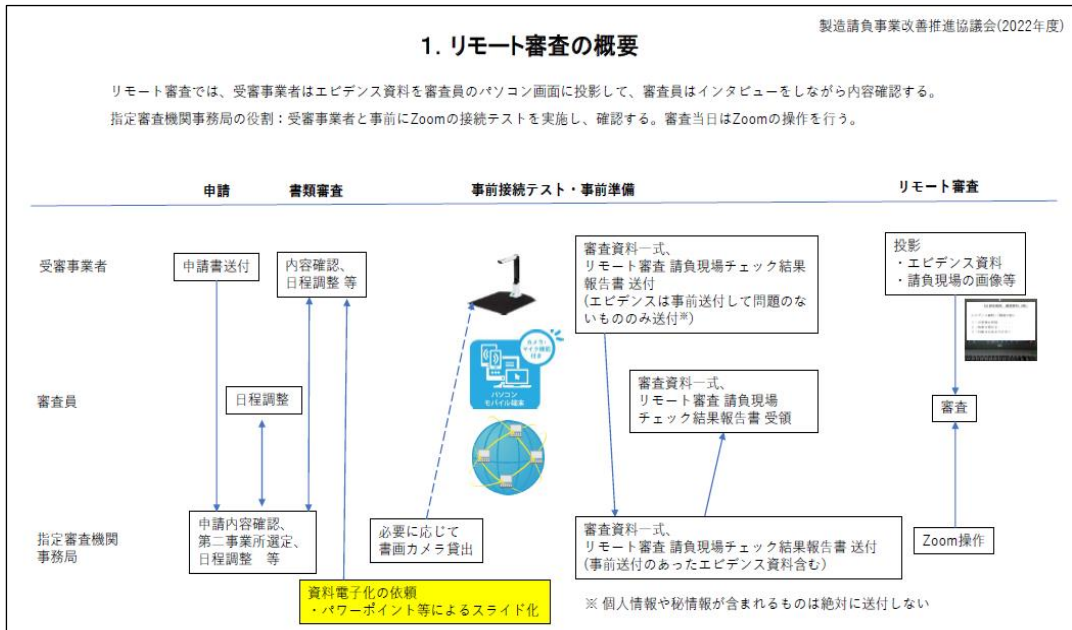 製造請負事業改善推進協議会(2022年度)
1. リモート審査の概要
リモート審査では、受審事業者はエビデンス資料を審査員のパソコン画面に投影して、審査員はインタビューをしながら内容確認する。
指定審査機関事務局の役割：受審事業者と事前にZoomの接続テストを実施し、確認する。審査当日はZoomの操作を行う。
申請
書類審査
事前接続テスト・事前準備
リモート審査
受審事業者
申請書送付
内容確認、
日程調整 等
審査資料一式、
リモート審査 請負現場チェック結果
報告書 送付
(エビデンスは事前送付して問題のな
いもののみ送付※)
投影
・エビデンス資料
・請負現場の画像等
カメラ・
マイク機能
付き
パソコン
モバイル端末
審査員
日程調整
審査資料一式、
リモート審査 請負現場
チェック結果報告書 受領
審査
指定審査機関
事務局
申請内容確認、
第二事業所選定、
日程調整 等
必要に応じて
書画カメラ貸出
審査資料一式、
リモート審査 請負現場チェック結果報告書 送付
(事前送付のあったエビデンス資料含む)
Zoom操作
資料電子化の依頼
・パワーポイント等によるスライド化
※ 個人情報や秘情報が含まれるものは絶対に送付しない